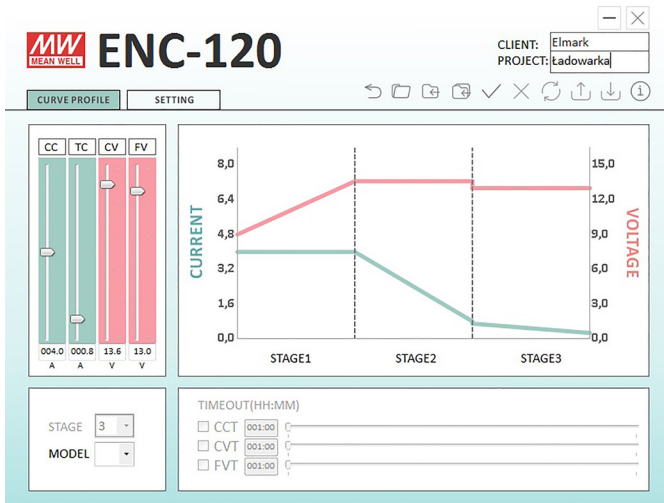 MW
MEAN WELL
ENC-120
CLIENT: Elmark
PROJECT: Ładowarka
CURVE PROFILE SETTING
CC TC CV FV
004.0 000.8 13.6 13.0
A A V V
CURRENT
8,0
6,4
4,8
3,2
1,6
0,0
15,0
12,0
9,0
6,0
3,0
0,0
VOLTAGE
STAGE1 STAGE2 STAGE3
STAGE 3
MODEL
TIMEOUT(HH:MM)
CCT 001:00
CVT 001:00
FVT 001:00